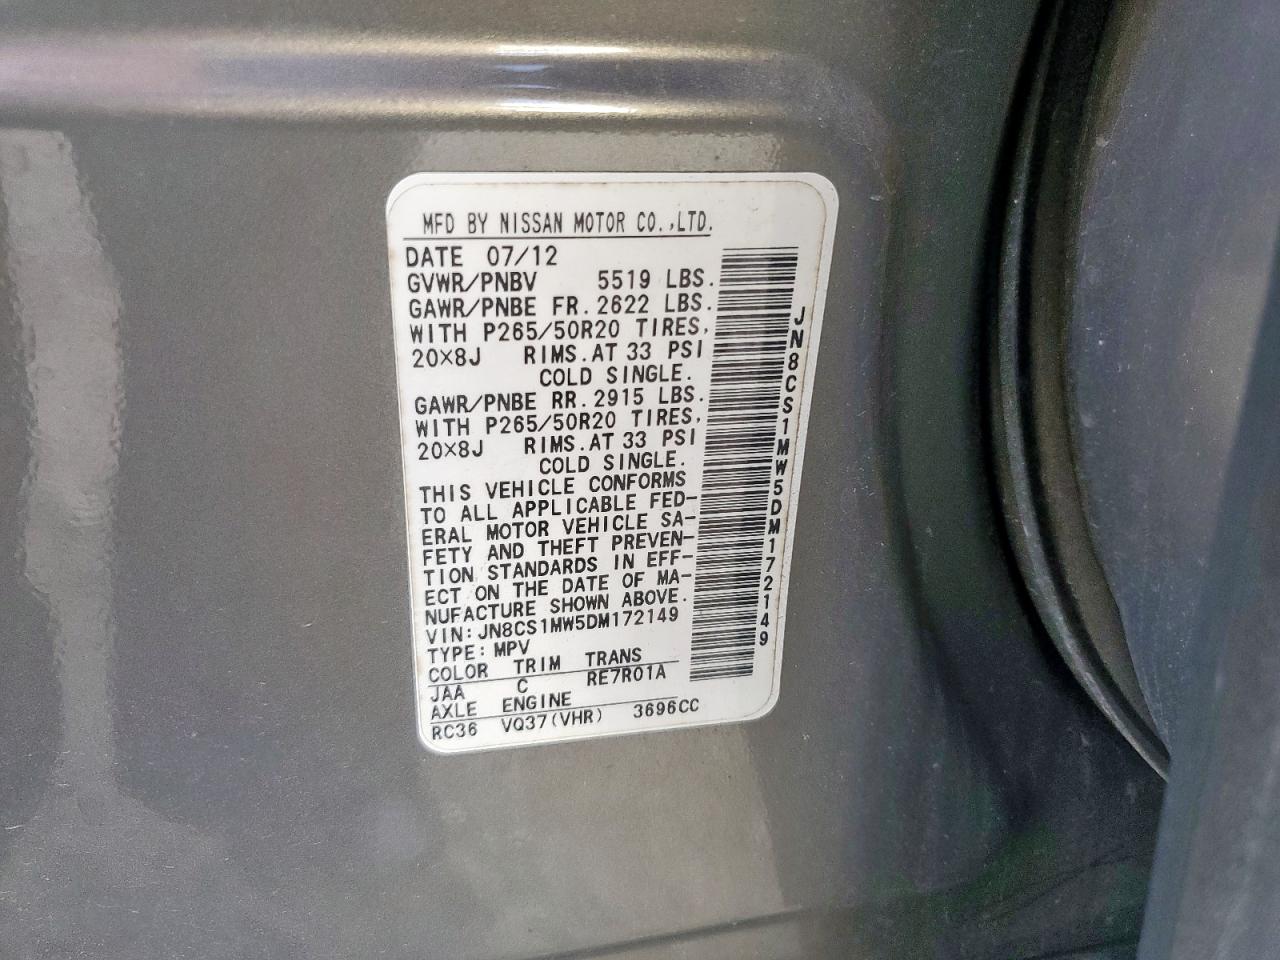 MFD BY NISSAN MOTOR CO.,LTD.
DATE 07/12
GVWR/PNBV 5519 LBS.
GAWR/PNBE FR. 2622 LBS.
WITH P265/50R20 TIRES,
20×8J RIMS. AT 33 PSI
COLD SINGLE.
GAWR/PNBE RR. 2915 LBS.
WITH P265/50R20 TIRES,
20×8J RIMS. AT 33 PSI
COLD SINGLE.
THIS VEHICLE CONFORMS
TO ALL APPLICABLE FED-
ERAL MOTOR VEHICLE SA-
FETY AND THEFT PREVEN-
TION STANDARDS IN EFF-
ECT ON THE DATE OF MA-
NUFACTURE SHOWN ABOVE.
VIN: JN8CS1MW5DM172149
TYPE: MPV
COLOR TRIM TRANS
JAA C RE7R01A
AXLE ENGINE
RC36 VQ37(VHR) 3696CC
JN8CS1MW5DM172149